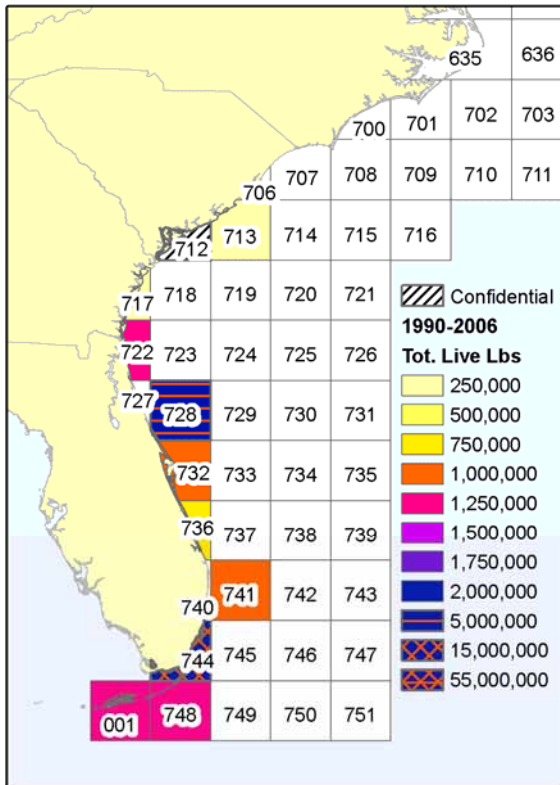 635 636
700 701 702 703
706 707 708 709 710 711
712 713 714 715 716
717 718 719 720 721
722 723 724 725 726
727 728 729 730 731
732 733 734 735
736 737 738 739
740 741 742 743
744 745 746 747
001 748 749 750 751
Confidential
1990-2006
Tot. Live Lbs
250,000
500,000
750,000
1,000,000
1,250,000
1,500,000
1,750,000
2,000,000
5,000,000
15,000,000
55,000,000